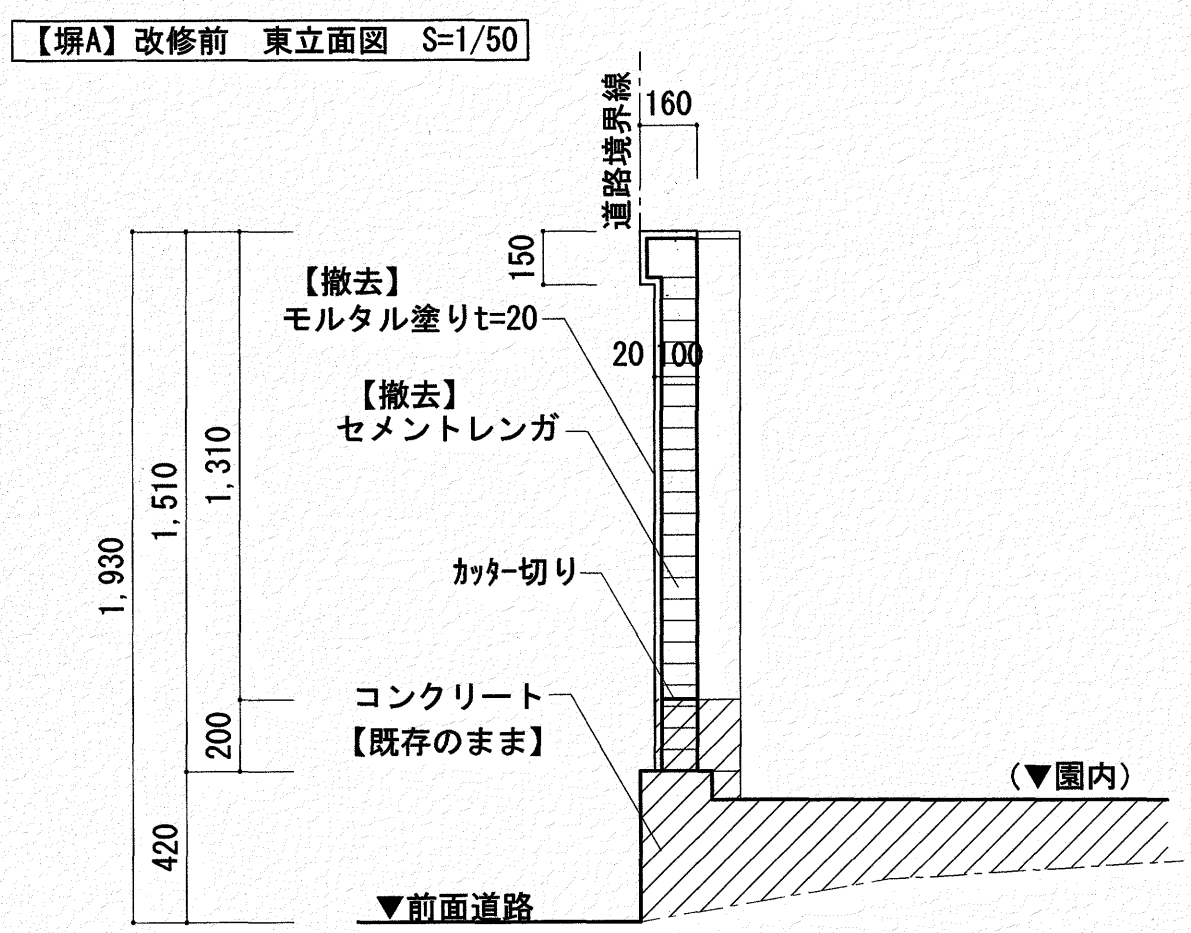 【塀A】改修前　東立面図　S=1/50
道路境界線
160
150
【撤去】
モルタル塗りt=20
20 100
【撤去】
セメントレンガ
1,310
1,510
1,930
ｶｯﾀｰ切り
コンクリート
【既存のまま】
200
(▼園内)
420
▼前面道路